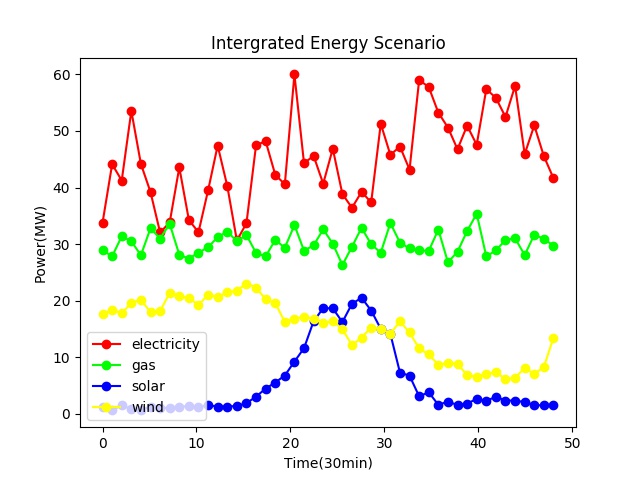 Intergrated Energy Scenario
Power(MW)
60
50
40
30
20
10
0
electricity
gas
solar
wind
0 10 20 30 40 50
Time(30min)